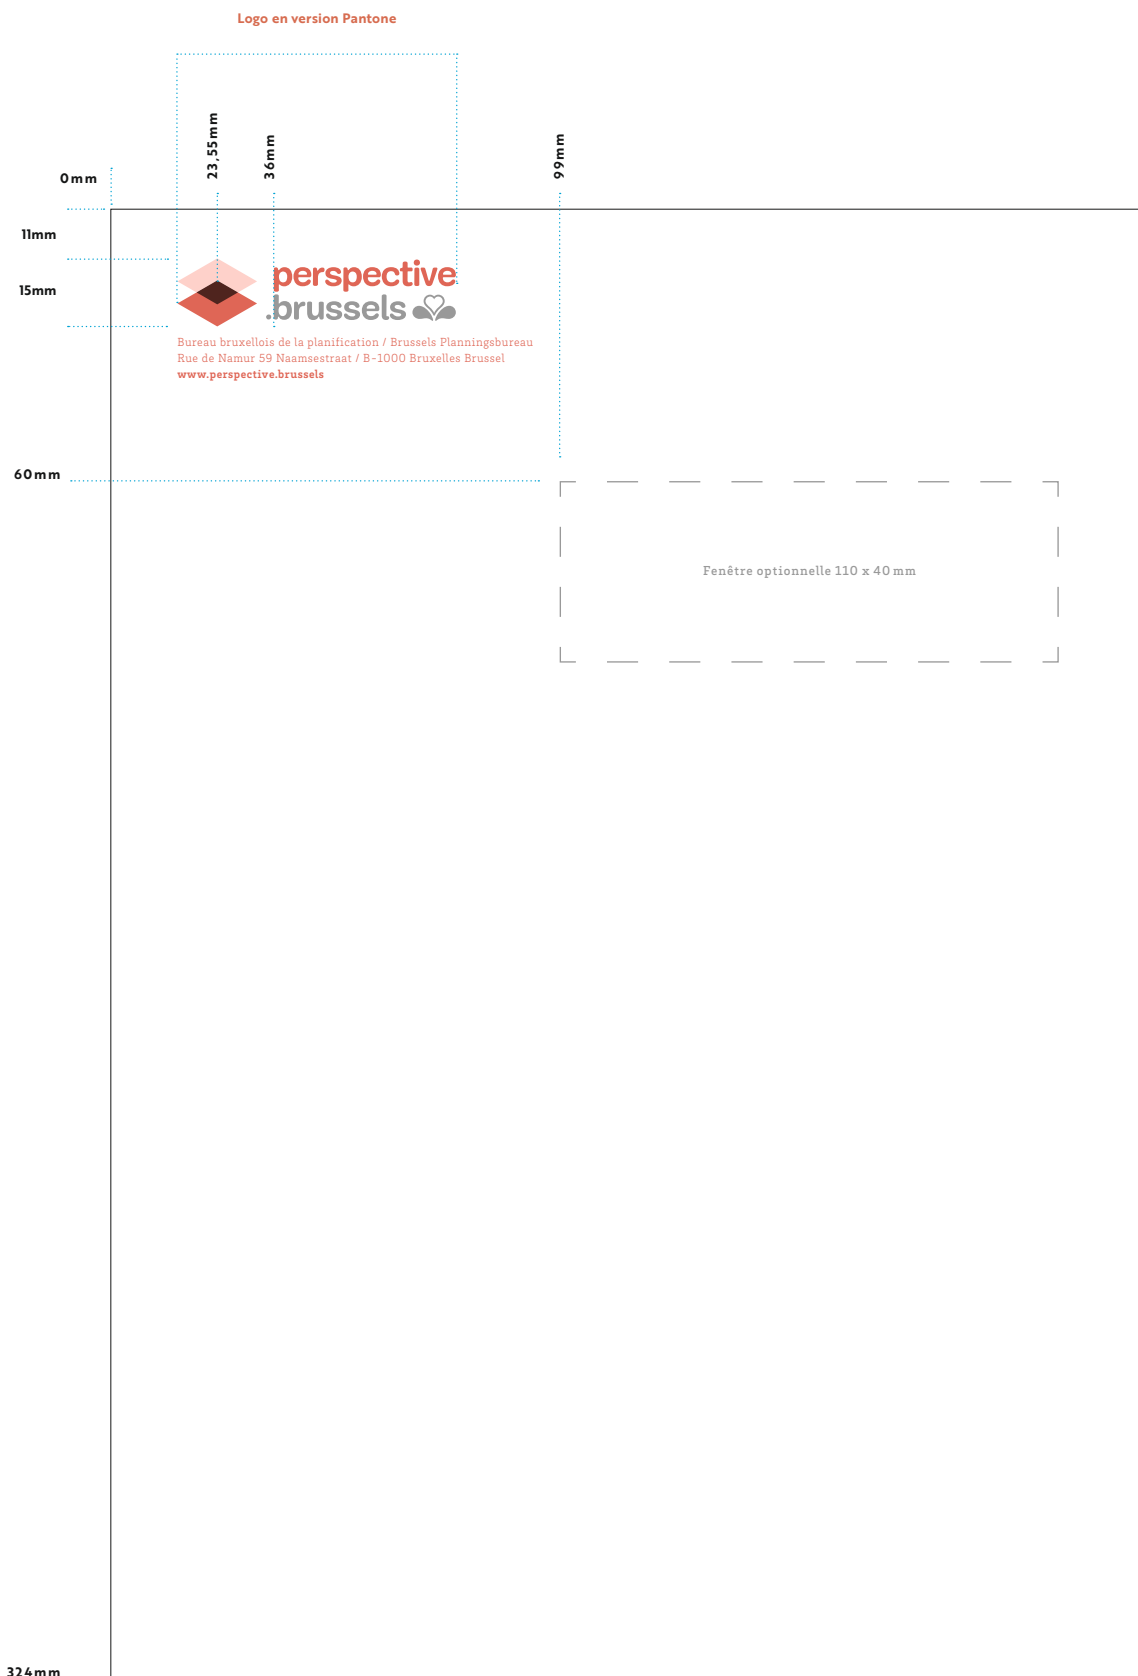 Logo en version Pantone
23,55mm
36mm
99mm
0mm
11mm
15mm
perspective
.brussels
Bureau bruxellois de la planification / Brussels Planningsbureau
Rue de Namur 59 Naamsestraat / B-1000 Bruxelles Brussel
www.perspective.brussels
60mm
Fenêtre optionnelle 110 x 40 mm
324mm